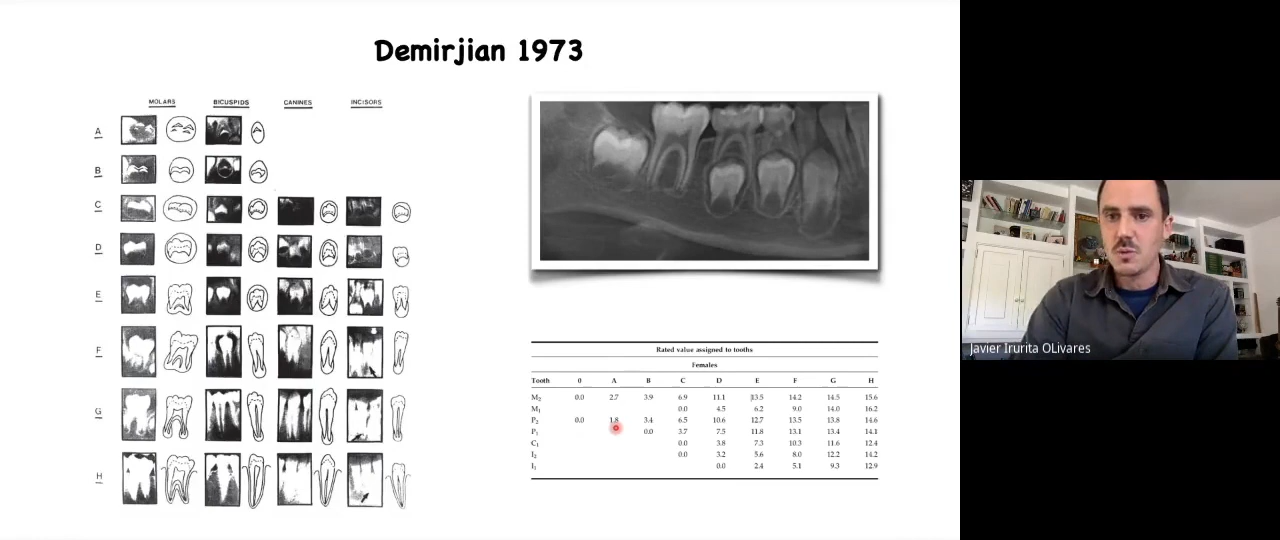 Demirjian 1973
MOLARS BICUSPIDS CANINES INCISORS
A
B
C
D
E
F
G
H
Rated value assigned to tooths
Females
Tooth 0 A B C D E F G H
M2 0.0 2.7 3.9 6.9 11.1 13.5 14.2 14.5 15.6
M1 0.0 4.5 6.2 9.0 14.0 16.2
P2 0.0 1.8 3.4 6.5 10.6 12.7 13.5 13.8 14.6
P1 0.0 3.7 7.5 11.8 13.1 13.4 14.1
C1 0.0 3.8 7.3 10.3 11.6 12.4
I2 0.0 3.2 5.6 8.0 12.2 14.2
I1 0.0 2.4 5.1 9.3 12.9
Javier Irurita OLivares